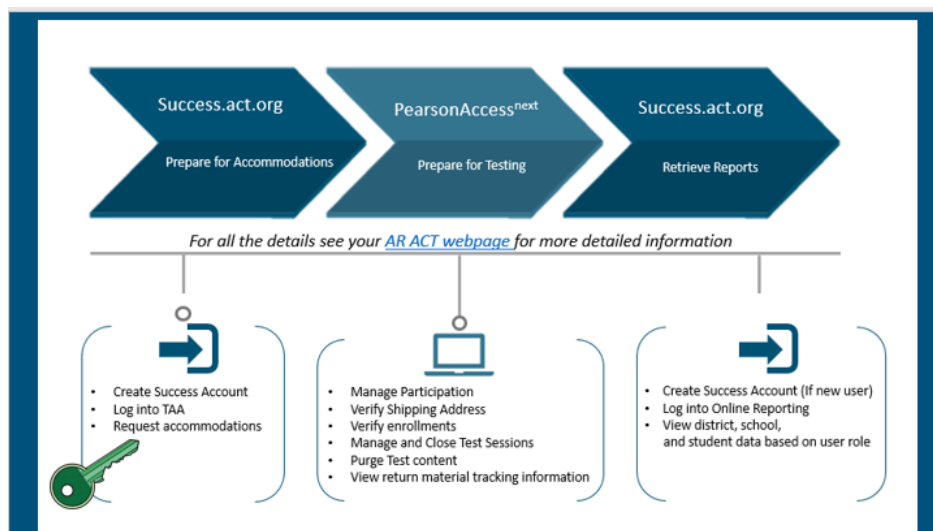 Success.act.org
Prepare for Accommodations
PearsonAccessnext
Prepare for Testing
Success.act.org
Retrieve Reports
For all the details see your AR ACT webpage for more detailed information
• Create Success Account
• Log into TAA
• Request accommodations
• Manage Participation
• Verify Shipping Address
• Verify enrollments
• Manage and Close Test Sessions
• Purge Test content
• View return material tracking information
• Create Success Account (If new user)
• Log into Online Reporting
• View district, school,
and student data based on user role